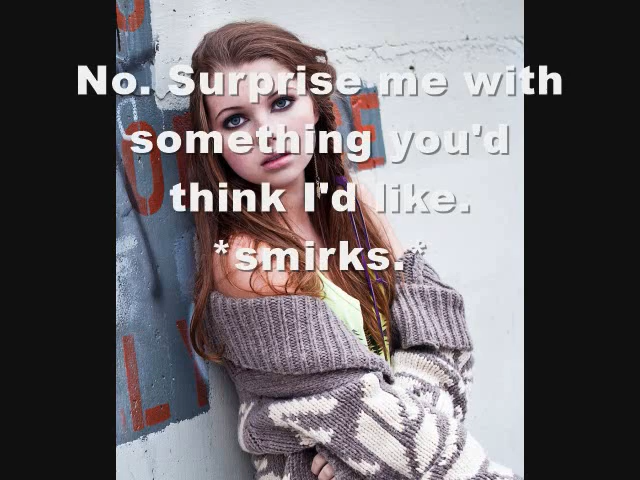 No. Surprise me with
something you'd
think I'd like.
*smirks.*